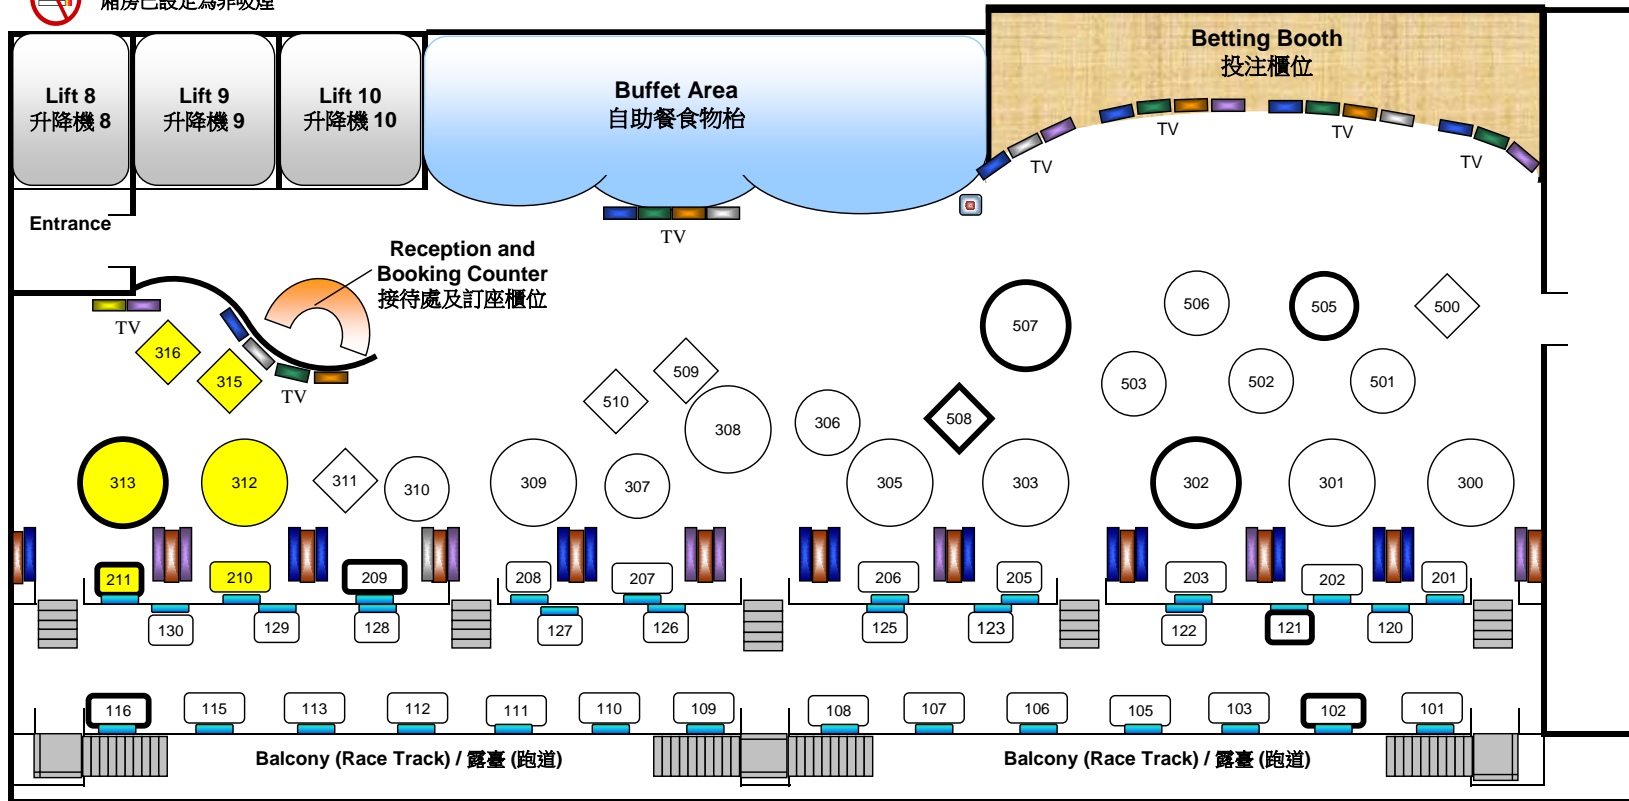 廂房已設定為非吸煙
Betting Booth
投注櫃位
Lift 8
升降機 8
Lift 9
升降機 9
Lift 10
升降機 10
Buffet Area
自助餐食物枱
TV
TV
TV
TV
Entrance
TV
Reception and
Booking Counter
接待處及訂座櫃位
TV
TV
507
506
505
500
316
315
509
510
503
502
501
308
306
508
313
312
311
310
309
307
305
303
302
301
300
211
210
209
208
207
206
205
203
202
201
130
129
128
127
126
125
123
122
121
120
116
115
113
112
111
110
109
108
107
106
105
103
102
101
Balcony (Race Track) / 露臺 (跑道)
Balcony (Race Track) / 露臺 (跑道)